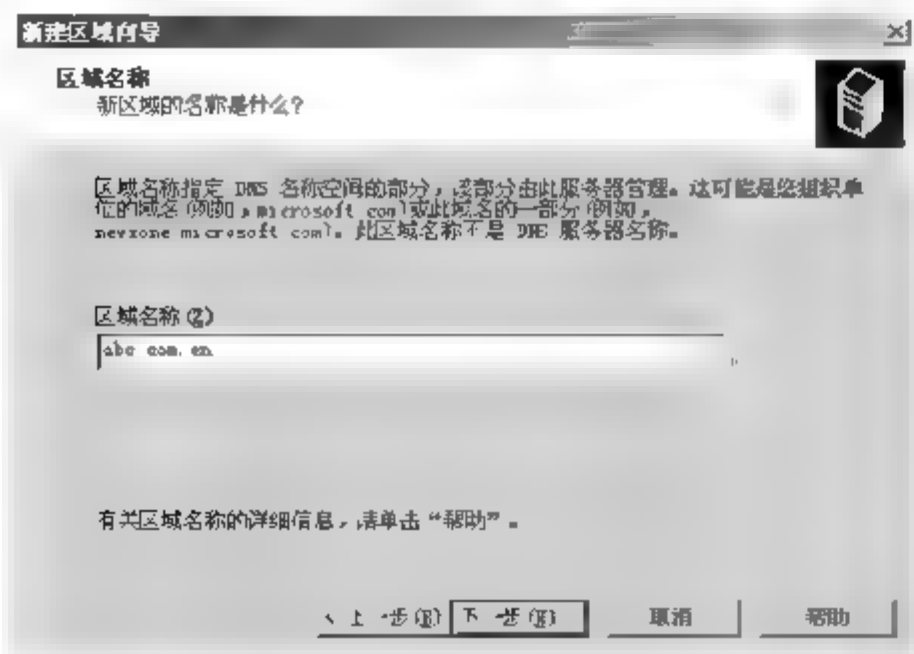 新建区域向导
区域名称
新区域的名称是什么?
区域名称指定 DNS 名称空间的部分，该部分由此服务器管理。这可能是您组织单
位的域名(例如，microsoft com)或此域名的一部分(例如，
newzone microsoft com)。此区域名称不是 DNS 服务器名称。
区域名称(Z)
abc com. cn
有关区域名称的详细信息，请单击“帮助”。
< 上一步(B) 下一步(N) 取消 帮助